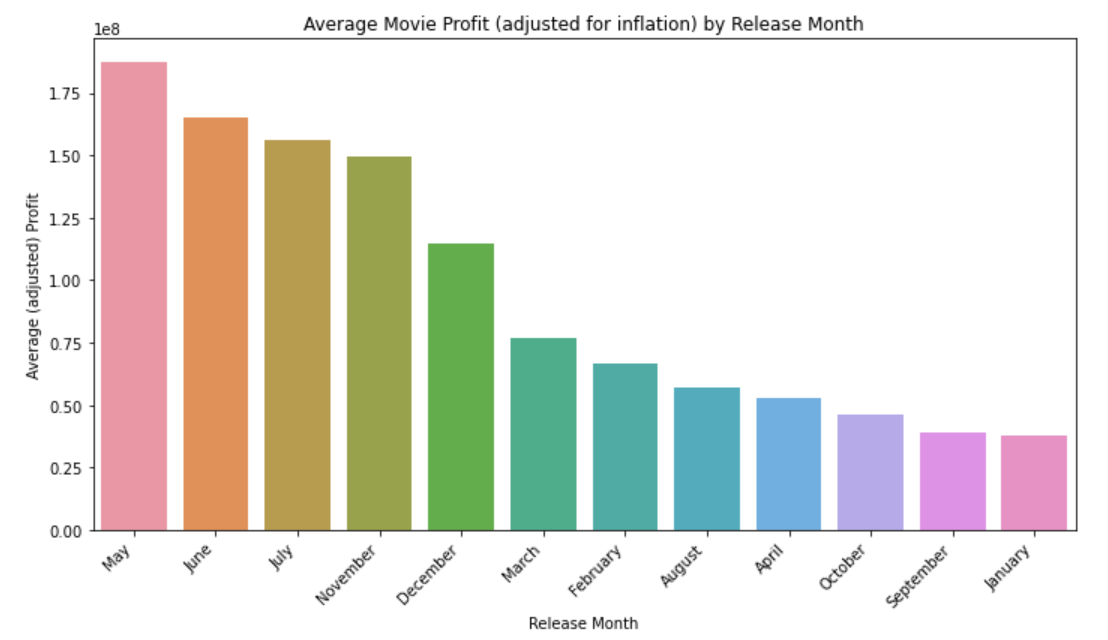 Average Movie Profit (adjusted for inflation) by Release Month
1e8
1.75
1.50
1.25
1.00
0.75
0.50
0.25
0.00
Average (adjusted) Profit
May
June
July
November
December
March
February
August
April
October
September
January
Release Month